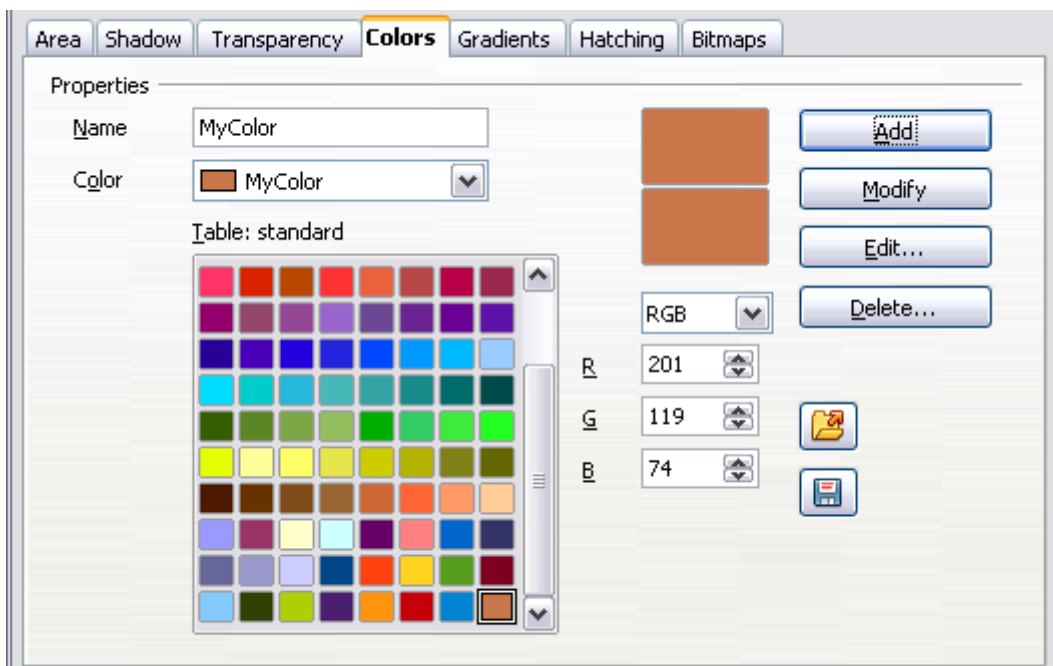 Area Shadow Transparency Colors Gradients Hatching Bitmaps
Properties
Name MyColor Add
Color MyColor Modify
Table: standard Edit...
RGB Delete...
R 201
G 119
B 74